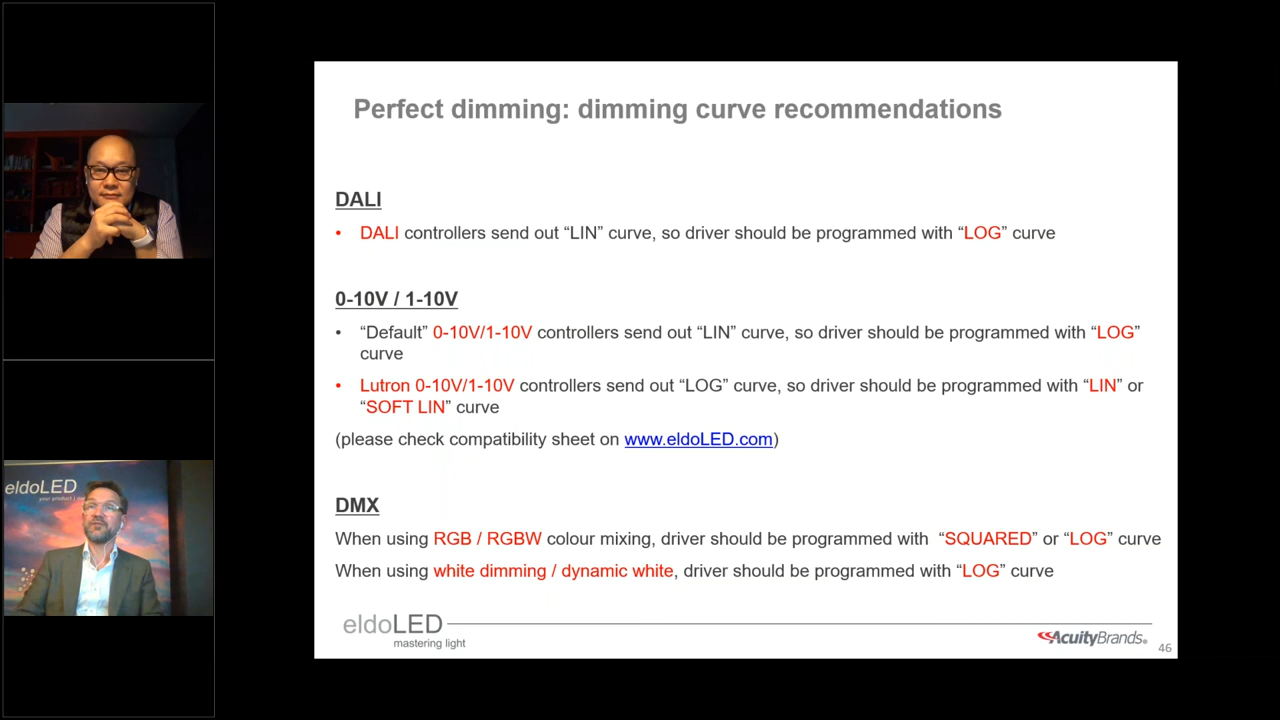 Perfect dimming: dimming curve recommendations
DALI
• DALI controllers send out “LIN” curve, so driver should be programmed with “LOG” curve
0-10V / 1-10V
• “Default” 0-10V/1-10V controllers send out “LIN” curve, so driver should be programmed with “LOG”
curve
• Lutron 0-10V/1-10V controllers send out “LOG” curve, so driver should be programmed with “LIN” or
“SOFT LIN” curve
(please check compatibility sheet on www.eldoLED.com)
DMX
When using RGB / RGBW colour mixing, driver should be programmed with “SQUARED” or “LOG” curve
When using white dimming / dynamic white, driver should be programmed with “LOG” curve
eldoLED
mastering light
AcuityBrands.
46
eldoLED
your product